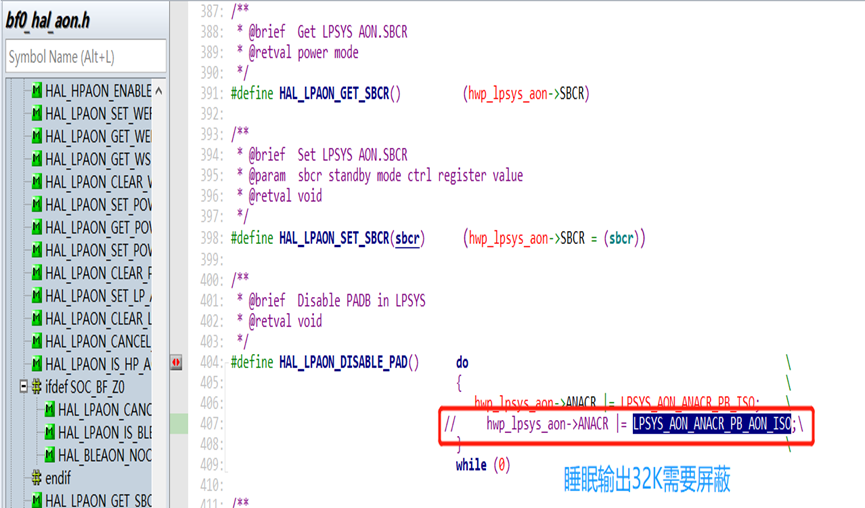 bf0_hal_aon.h
Symbol Name (Alt+L)
HAL_HPAON_ENABLE
HAL_LPAON_SET_WEF
HAL_LPAON_GET_WEF
HAL_LPAON_GET_WS
HAL_LPAON_CLEAR_V
HAL_LPAON_SET_POV
HAL_LPAON_GET_POV
HAL_LPAON_SET_POV
HAL_LPAON_CLEAR_F
HAL_LPAON_SET_LP_A
HAL_LPAON_CLEAR_L
HAL_LPAON_CANCEL_
HAL_LPAON_IS_HP_A
ifdef SOC_BF_Z0
HAL_LPAON_CANC
HAL_LPAON_IS_BLE
HAL_BLEAON_NOC
endif
HAL_LPAON_GET_SBC
387: /**
388: * @brief Get LPSYS AON.SBCR
389: * @retval power mode
390: */
391: #define HAL_LPAON_GET_SBCR() (hwp_lpsys_aon->SBCR)
392:
393: /**
394: * @brief Set LPSYS AON.SBCR
395: * @param sbcr standby mode ctrl register value
396: * @retval void
397: */
398: #define HAL_LPAON_SET_SBCR(sbcr) (hwp_lpsys_aon->SBCR = (sbcr))
399:
400: /**
401: * @brief Disable PADB in LPSYS
402: * @retval void
403: */
404: #define HAL_LPAON_DISABLE_PAD() do \
405: { \
406: hwp_lpsys_aon->ANACR |= LPSYS_AON_ANACR_PB_ISO; \
407: // hwp_lpsys_aon->ANACR |= LPSYS_AON_ANACR_PB_AON_ISO;\
408: } \
409: while (0)
410:
411: /**
睡眠输出32K需要屏蔽